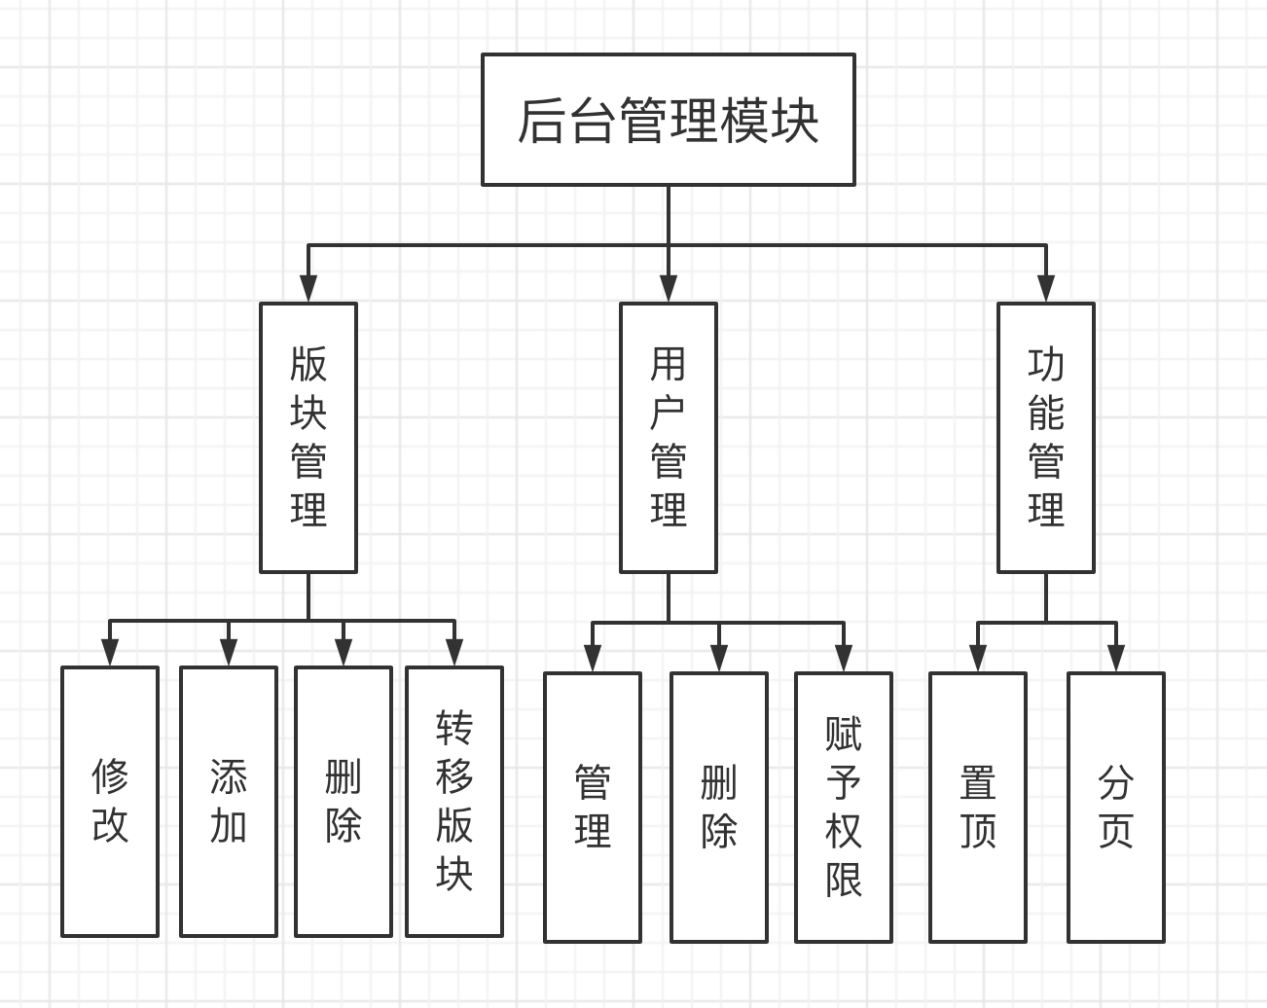 后台管理模块
版块管理
用户管理
功能管理
修改
添加
删除
转移版块
管理
删除
赋予权限
置顶
分页